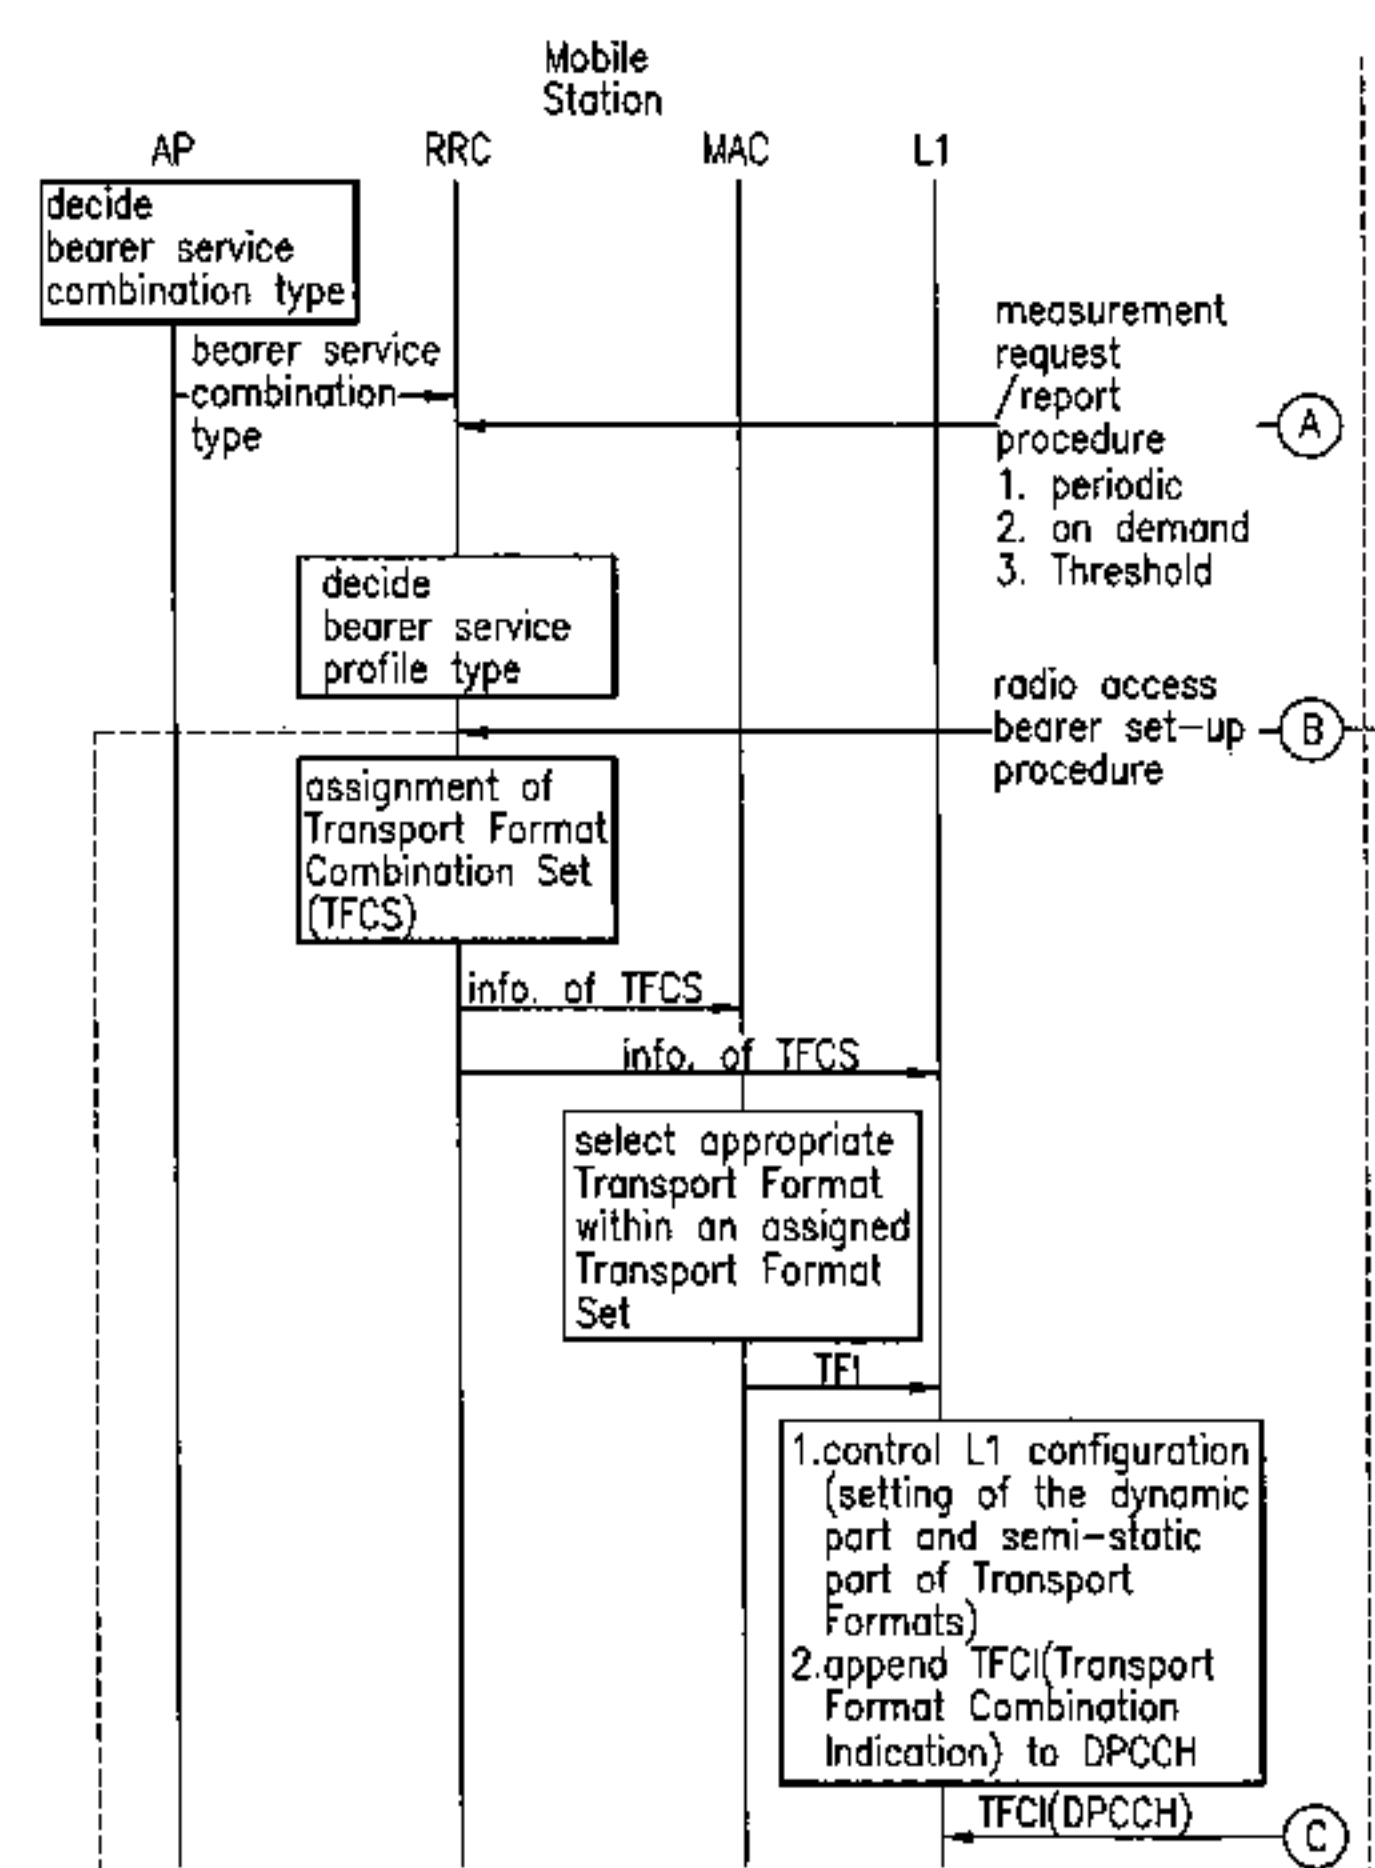 Mobile
Station
AP RRC MAC L1
decide
bearer service
combination type
bearer service
combination
type
measurement
request
/report
procedure
1. periodic
2. on demand
3. Threshold
A
decide
bearer service
profile type
radio access
bearer set-up
procedure
B
assignment of
Transport Format
Combination Set
(TFCS)
info. of TFCS
info. of TFCS
select appropriate
Transport Format
within an assigned
Transport Format
Set
TFI
1.control L1 configuration
(setting of the dynamic
part and semi-static
part of Transport
Formats)
2.append TFCI(Transport
Format Combination
Indication) to DPCCH
TFCI(DPCCH)
C